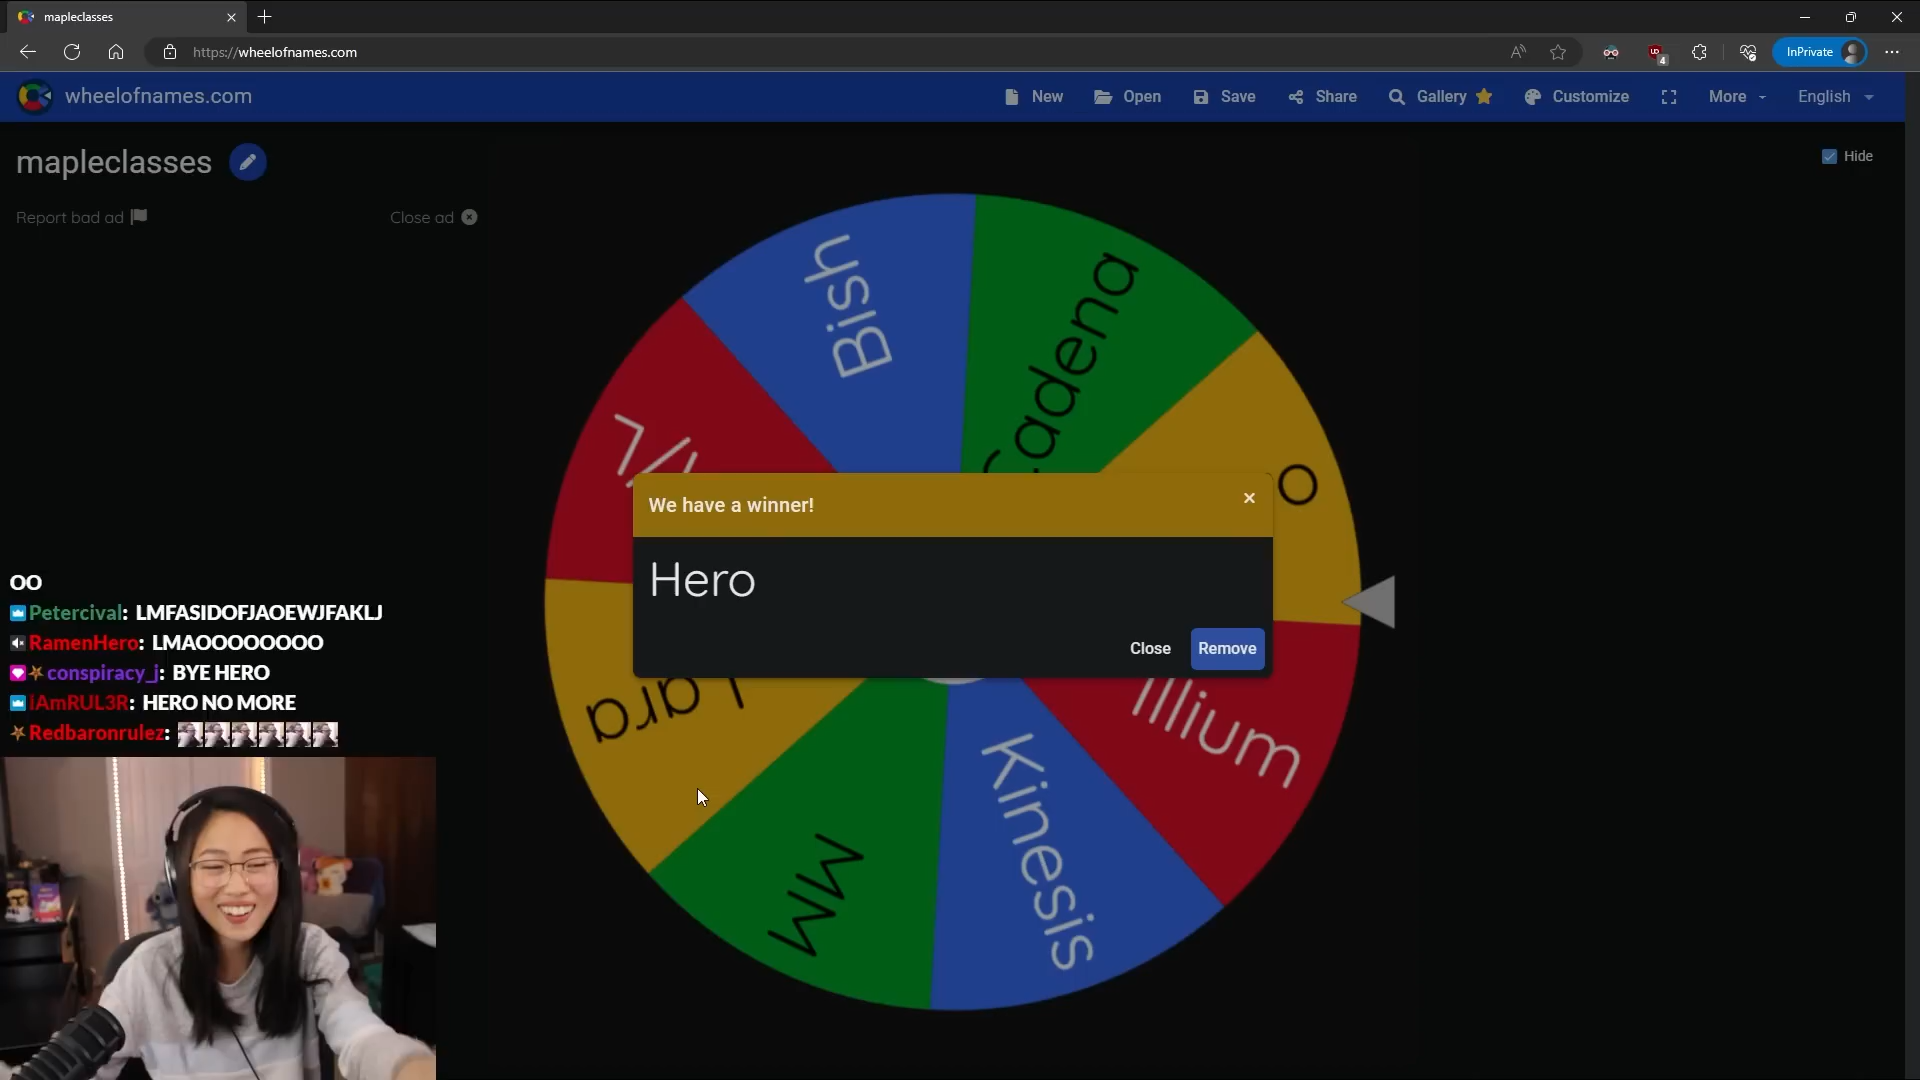 mapleclasses
https://wheelofnames.com
InPrivate
wheelofnames.com
New
Open
Save
Share
Gallery
Customize
More
English
mapleclasses
Hide
Report bad ad
Close ad
Bish
Cadena
o
We have a winner!
Hero
Close
Remove
Illium
Kinesis
MM
Lara
OO
Petercival: LMFASIDOFJAOEWJFAKLJ
RamenHero: LMAOOOOOOOO
conspiracy_j: BYE HERO
iAmRUL3R: HERO NO MORE
Redbaronrulez: